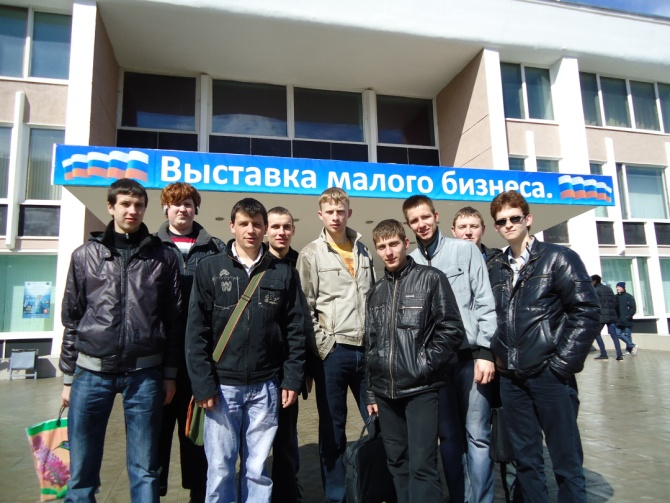 Выставка малого бизнеса.